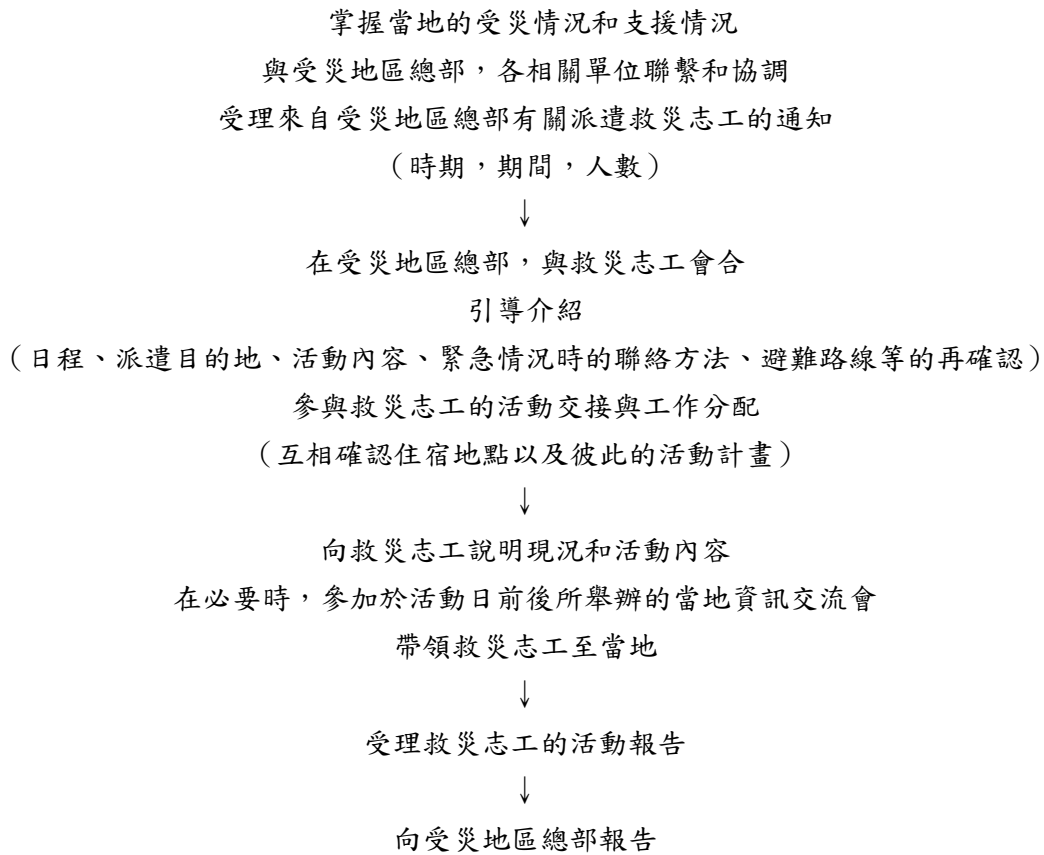 掌握當地的受災情況和支援情況
與受災地區總部，各相關單位聯繫和協調
受理來自受災地區總部有關派遣救災志工的通知
（時期，期間，人數）
↓
在受災地區總部，與救災志工會合
引導介紹
（日程、派遣目的地、活動內容、緊急情況時的聯絡方法、避難路線等的再確認）
參與救災志工的活動交接與工作分配
（互相確認住宿地點以及彼此的活動計畫）
↓
向救災志工說明現況和活動內容
在必要時，參加於活動日前後所舉辦的當地資訊交流會
帶領救災志工至當地
↓
受理救災志工的活動報告
↓
向受災地區總部報告